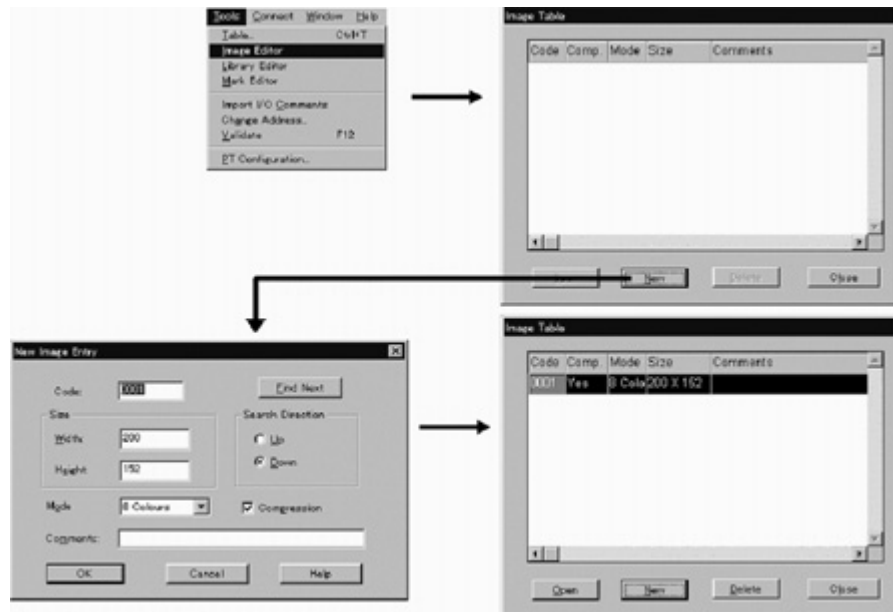 Tools Connect Window Help
Table... Ctrl+T
Image Editor
Library Editor
Mark Editor
Import I/O Comments
Change Address...
Validate F12
PT Configuration...
Image Table
Code Comp. Mode Size Comments
New Delete Close
New Image Entry
Code: 0001 Find Next
Size Search Direction
Width: 200 Up
Height: 152 Down
Mode 8 Colours Compression
Comments:
OK Cancel Help
Image Table
Code Comp. Mode Size Comments
0001 Yes 8 Colo 200 X 152
Open New Delete Close